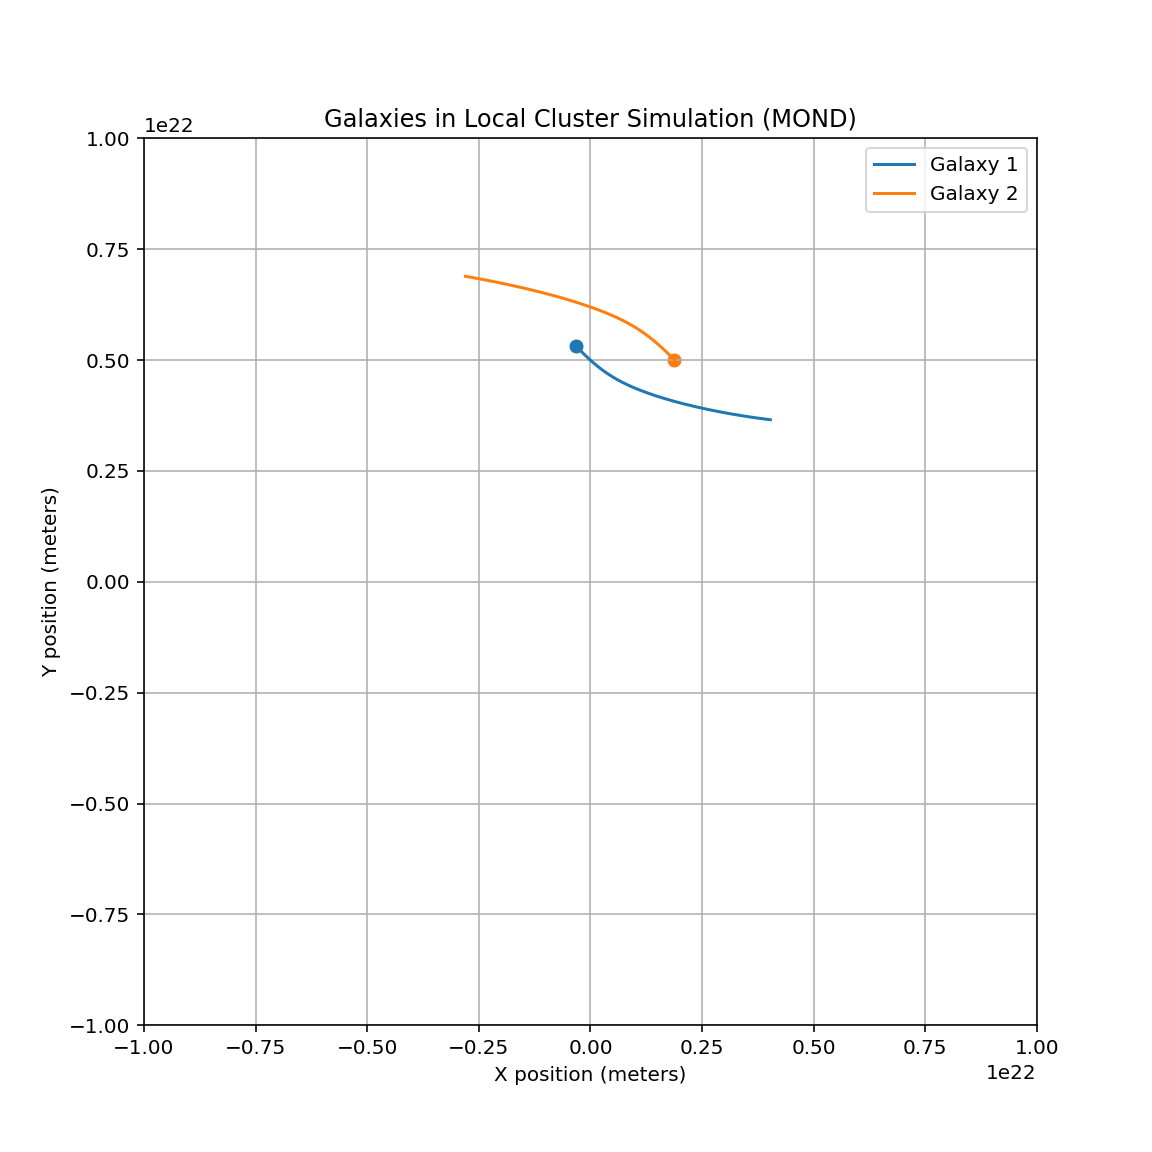 Galaxies in Local Cluster Simulation (MOND)
1e22
Galaxy 1
Galaxy 2
1.00
0.75
0.50
0.25
0.00
−0.25
−0.50
−0.75
−1.00
Y position (meters)
−1.00 −0.75 −0.50 −0.25 0.00 0.25 0.50 0.75 1.00
X position (meters)
1e22